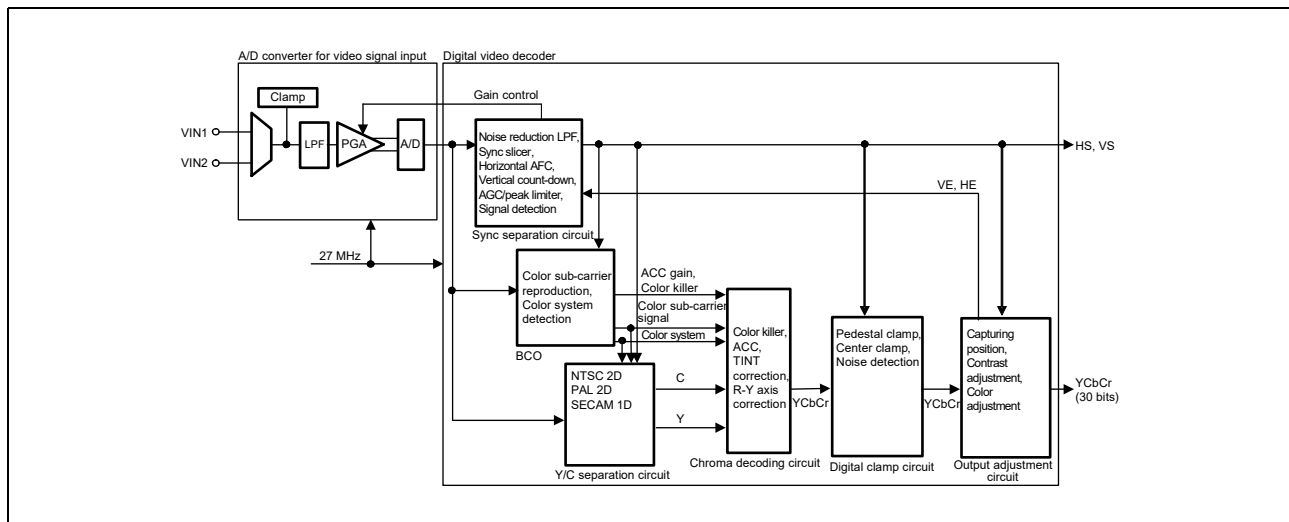 A/D converter for video signal input
Digital video decoder
Clamp
Gain control
VIN1
VIN2
LPF
PGA
A/D
Noise reduction LPF,
Sync slicer,
Horizontal AFC,
Vertical count-down,
AGC/peak limiter,
Signal detection
Sync separation circuit
HS, VS
VE, HE
27 MHz
Color sub-carrier
reproduction,
Color system
detection
BCO
ACC gain,
Color killer
Color sub-carrier
signal
Color system
NTSC 2D
PAL 2D
SECAM 1D
Y/C separation circuit
C
Y
Color killer,
ACC,
TINT
correction,
R-Y axis
correction
Chroma decoding circuit
YCbCr
Pedestal clamp,
Center clamp,
Noise detection
Digital clamp circuit
YCbCr
Capturing
position,
Contrast
adjustment,
Color
adjustment
Output adjustment
circuit
YCbCr
(30 bits)